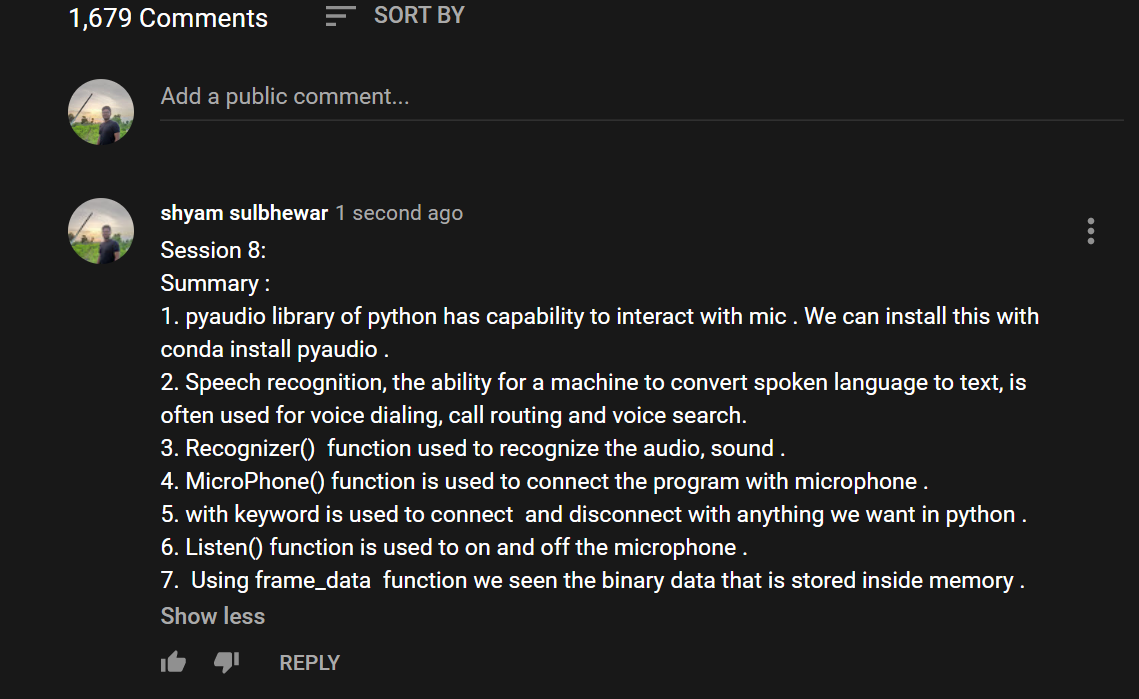 1,679 Comments SORT BY
Add a public comment...
shyam sulbhewar 1 second ago
Session 8:
Summary :
1. pyaudio library of python has capability to interact with mic . We can install this with
conda install pyaudio .
2. Speech recognition, the ability for a machine to convert spoken language to text, is
often used for voice dialing, call routing and voice search.
3. Recognizer()  function used to recognize the audio, sound .
4. MicroPhone() function is used to connect the program with microphone .
5. with keyword is used to connect  and disconnect with anything we want in python .
6. Listen() function is used to on and off the microphone .
7.  Using frame_data  function we seen the binary data that is stored inside memory .
Show less
REPLY